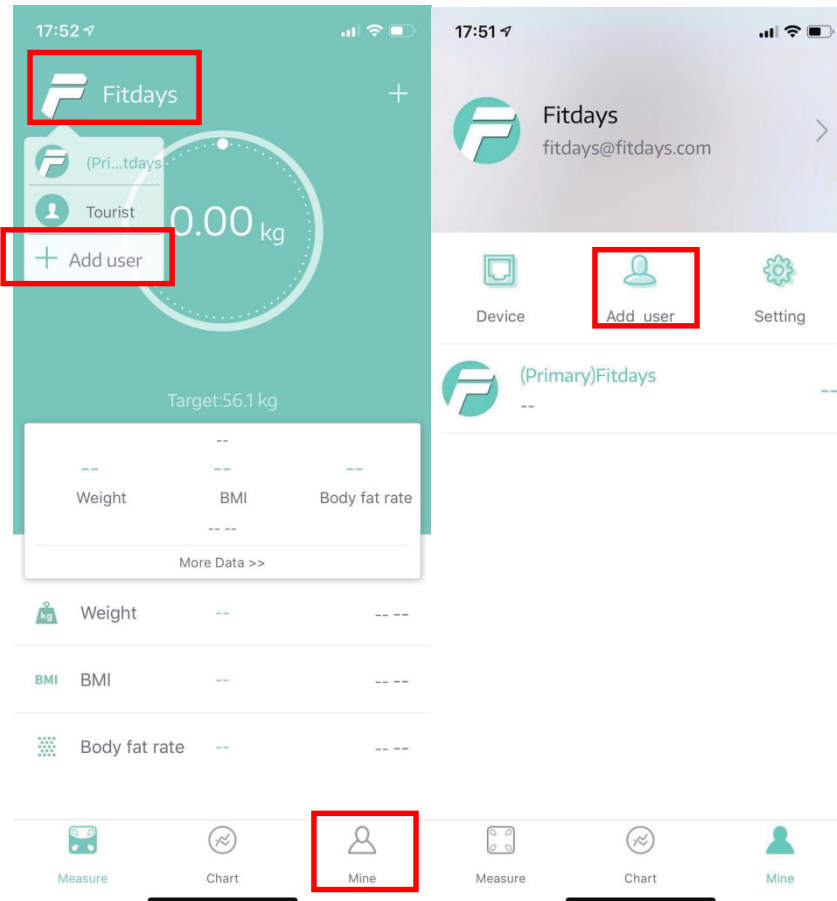 17:52
Fitdays
+
(Pri...tdays
Tourist
+ Add user
0.00 kg
Target:56.1 kg
--
-- -- --
Weight BMI Body fat rate
-- --
More Data >>
kg Weight -- -- --
BMI BMI -- -- --
Body fat rate -- -- --
Measure Chart Mine
17:51
Fitdays
fitdays@fitdays.com
Device Add user Setting
(Primary)Fitdays
-- --
Measure Chart Mine